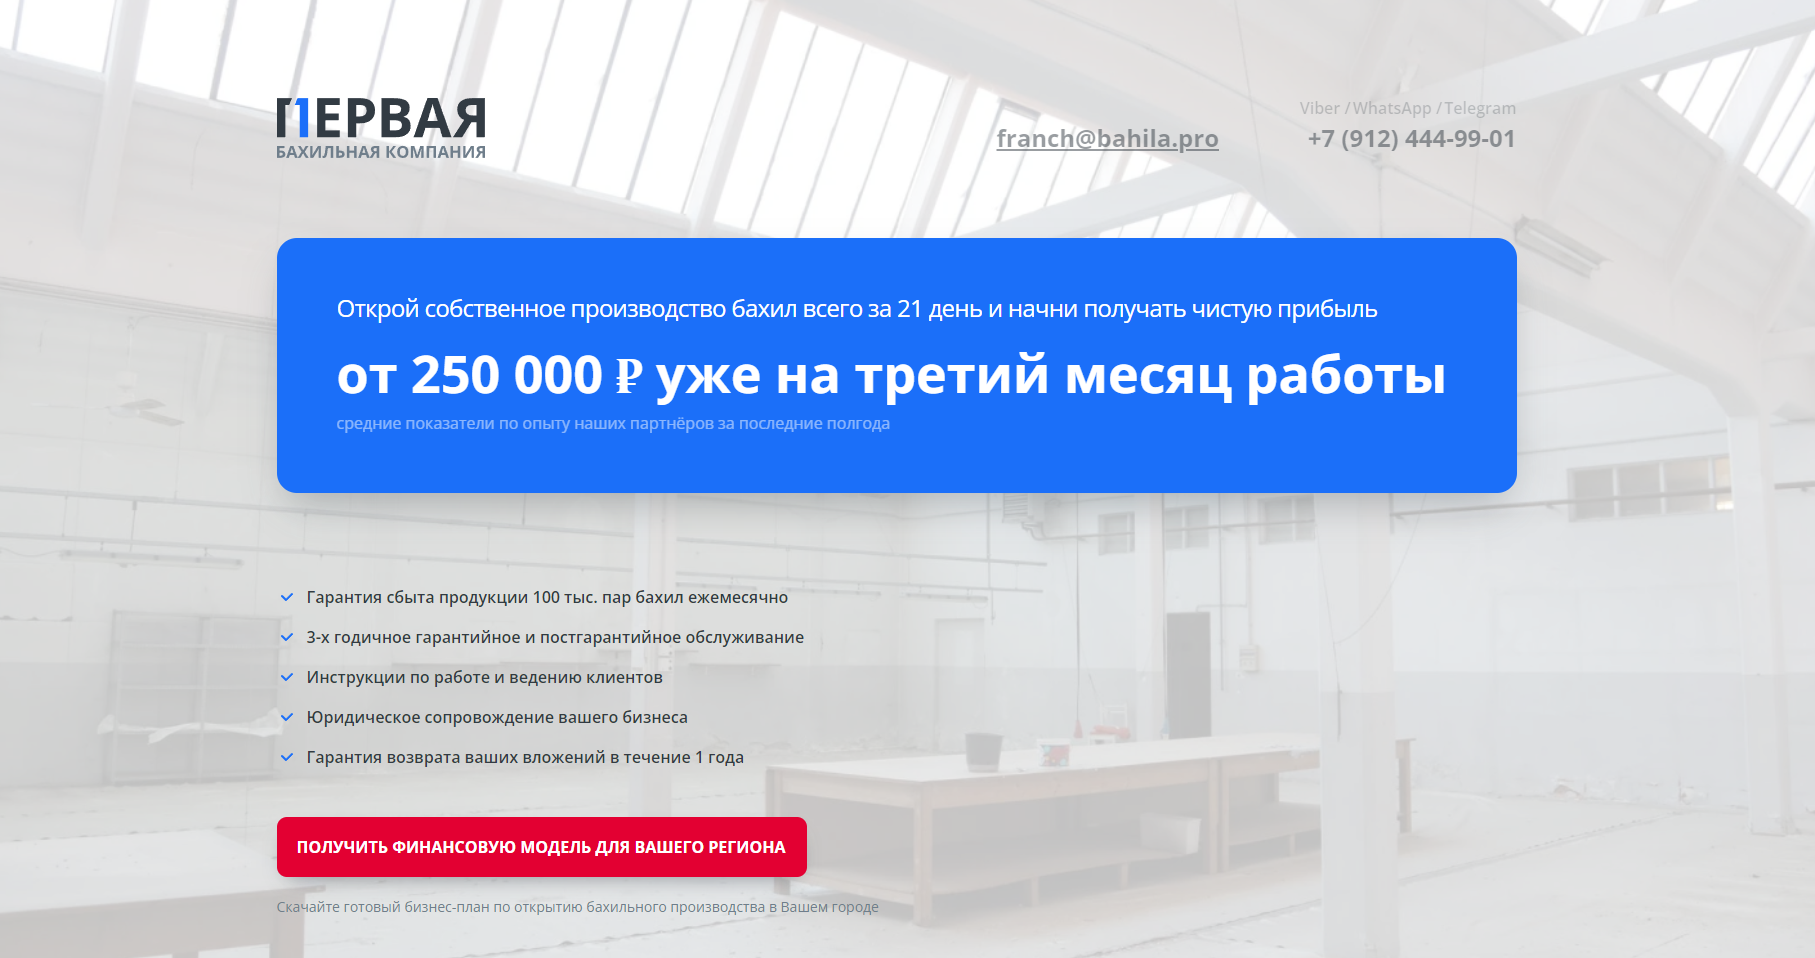 ПЕРВАЯ
БАХИЛЬНАЯ КОМПАНИЯ
franch@bahila.pro
Viber / WhatsApp / Telegram
+7 (912) 444-99-01
Открой собственное производство бахил всего за 21 день и начни получать чистую прибыль
от 250 000 ₽ уже на третий месяц работы
средние показатели по опыту наших партнёров за последние полгода
Гарантия сбыта продукции 100 тыс. пар бахил ежемесячно
3-х годичное гарантийное и постгарантийное обслуживание
Инструкции по работе и ведению клиентов
Юридическое сопровождение вашего бизнеса
Гарантия возврата ваших вложений в течение 1 года
ПОЛУЧИТЬ ФИНАНСОВУЮ МОДЕЛЬ ДЛЯ ВАШЕГО РЕГИОНА
Скачайте готовый бизнес-план по открытию бахильного производства в Вашем городе